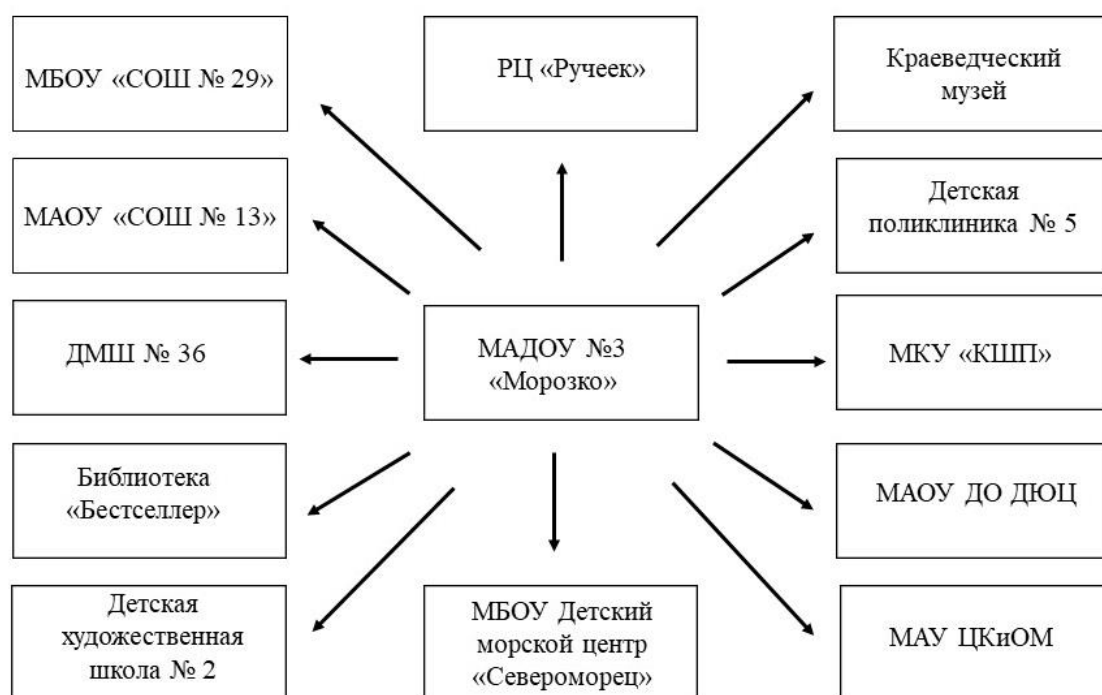 МБОУ «СОШ № 29»
РЦ «Ручеек»
Краеведческий
музей
МАОУ «СОШ № 13»
Детская
поликлиника № 5
ДМШ № 36
МАДОУ №3
«Морозко»
МКУ «КШП»
Библиотека
«Бестселлер»
МАОУ ДО ДЮЦ
Детская
художественная
школа № 2
МБОУ Детский
морской центр
«Североморец»
МАУ ЦКиОМ